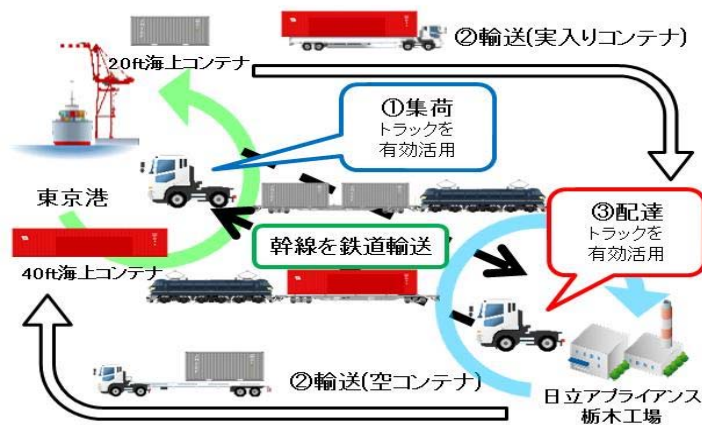 20ft海上コンテナ
②輸送(実入りコンテナ)
①集荷
トラックを
有効活用
東京港
③配達
トラックを
有効活用
幹線を鉄道輸送
40ft海上コンテナ
②輸送(空コンテナ)
日立アプライアンス
栃木工場